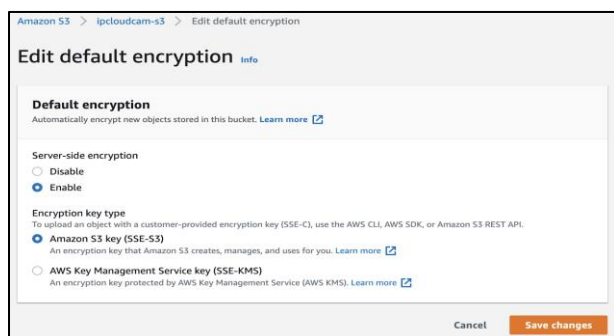 Amazon S3 > ipcloudcam-s3 > Edit default encryption
Edit default encryption Info
Default encryption
Automatically encrypt new objects stored in this bucket. Learn more
Server-side encryption
Disable
Enable
Encryption key type
To upload an object with a customer-provided encryption key (SSE-C), use the AWS CLI, AWS SDK, or Amazon S3 REST API.
Amazon S3 key (SSE-S3)
An encryption key that Amazon S3 creates, manages, and uses for you. Learn more
AWS Key Management Service key (SSE-KMS)
An encryption key protected by AWS Key Management Service (AWS KMS). Learn more
Cancel Save changes